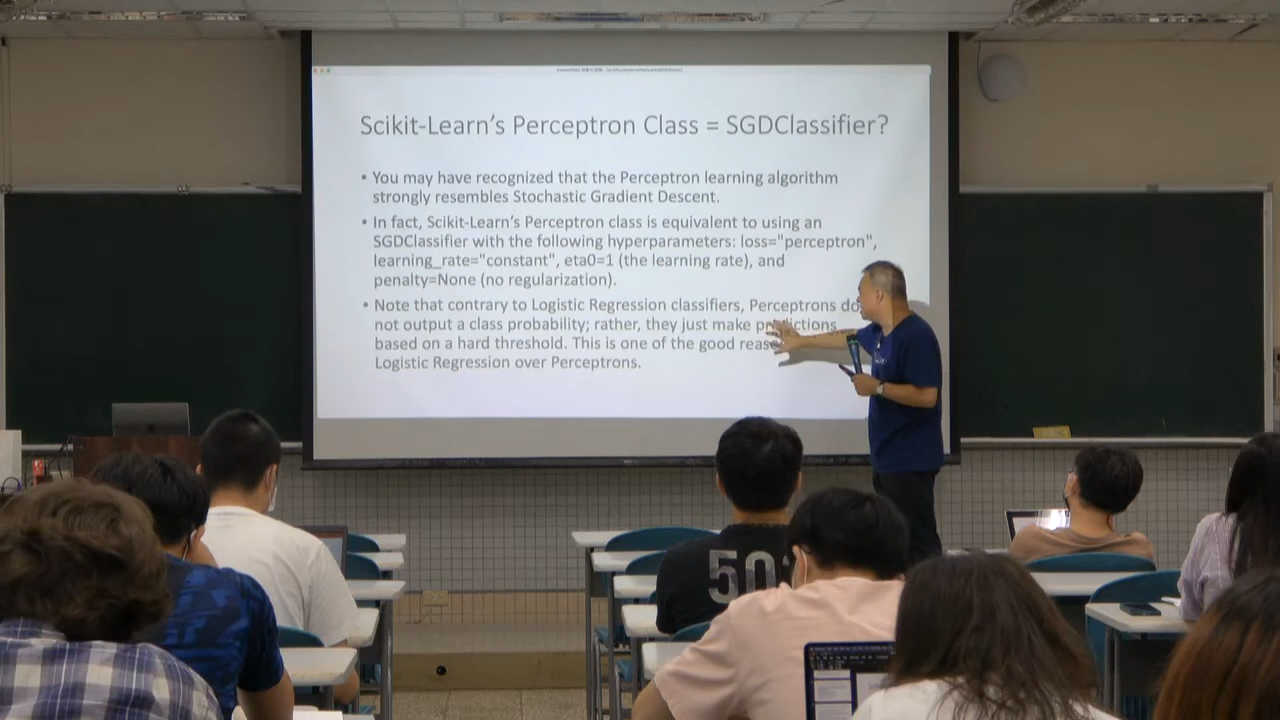 Scikit-Learn's Perceptron Class = SGDClassifier?
• You may have recognized that the Perceptron learning algorithm
strongly resembles Stochastic Gradient Descent.
• In fact, Scikit-Learn's Perceptron class is equivalent to using an
SGDClassifier with the following hyperparameters: loss="perceptron",
learning_rate="constant", eta0=1 (the learning rate), and
penalty=None (no regularization).
• Note that contrary to Logistic Regression classifiers, Perceptrons do
not output a class probability; rather, they just make predictions
based on a hard threshold. This is one of the good
Logistic Regression over Perceptrons.